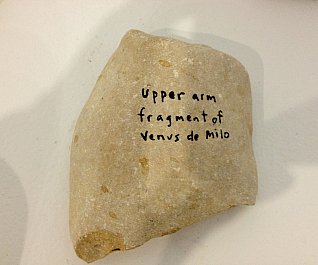 upper arm
fragment of
Venus de Milo